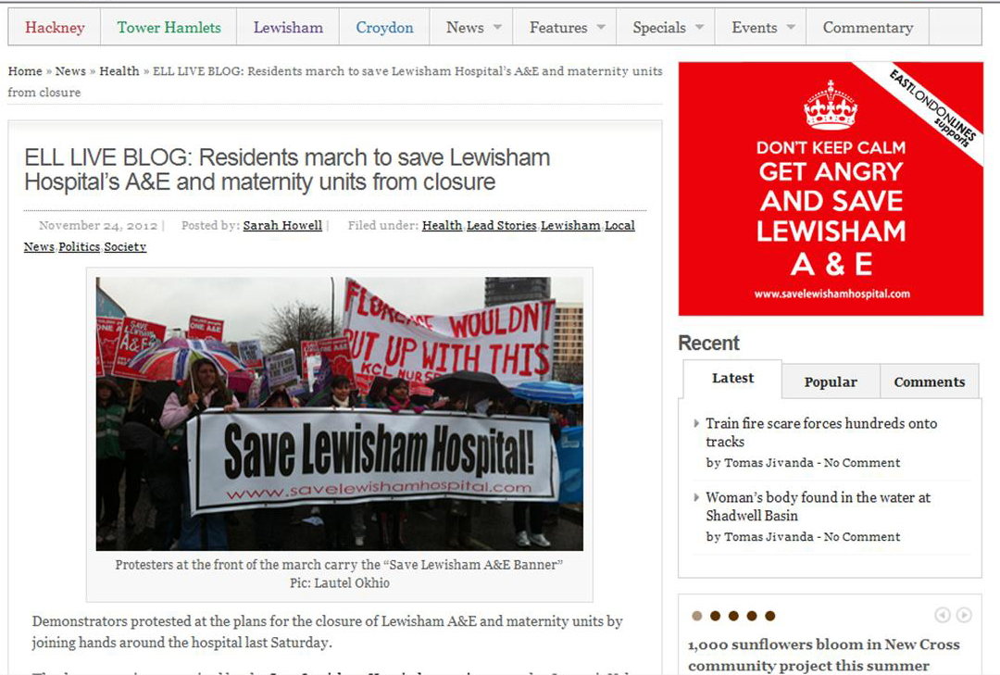 Hackney Tower Hamlets Lewisham Croydon News Features Specials Events Commentary
Home » News » Health » ELL LIVE BLOG: Residents march to save Lewisham Hospital's A&E and maternity units
from closure
ELL LIVE BLOG: Residents march to save Lewisham
Hospital's A&E and maternity units from closure
November 24, 2012 | Posted by: Sarah Howell | Filed under: Health, Lead Stories, Lewisham, Local
News, Politics, Society
SAVE
LEWISHAM
A&E
ONE A&E
FLORENCE WOULDNT
PUT UP WITH THIS
KCL NURSES
Save Lewisham Hospital!
www.savelewishamhospital.com
Protesters at the front of the march carry the “Save Lewisham A&E Banner”
Pic: Lautel Okhio
Demonstrators protested at the plans for the closure of Lewisham A&E and maternity units by
joining hands around the hospital last Saturday.
EASTLONDONLINES
supports
DON'T KEEP CALM
GET ANGRY
AND SAVE
LEWISHAM
A & E
www.savelewishamhospital.com
Recent
Latest Popular Comments
Train fire scare forces hundreds onto
tracks
by Tomas Jivanda - No Comment
Woman's body found in the water at
Shadwell Basin
by Tomas Jivanda - No Comment
1,000 sunflowers bloom in New Cross
community project this summer